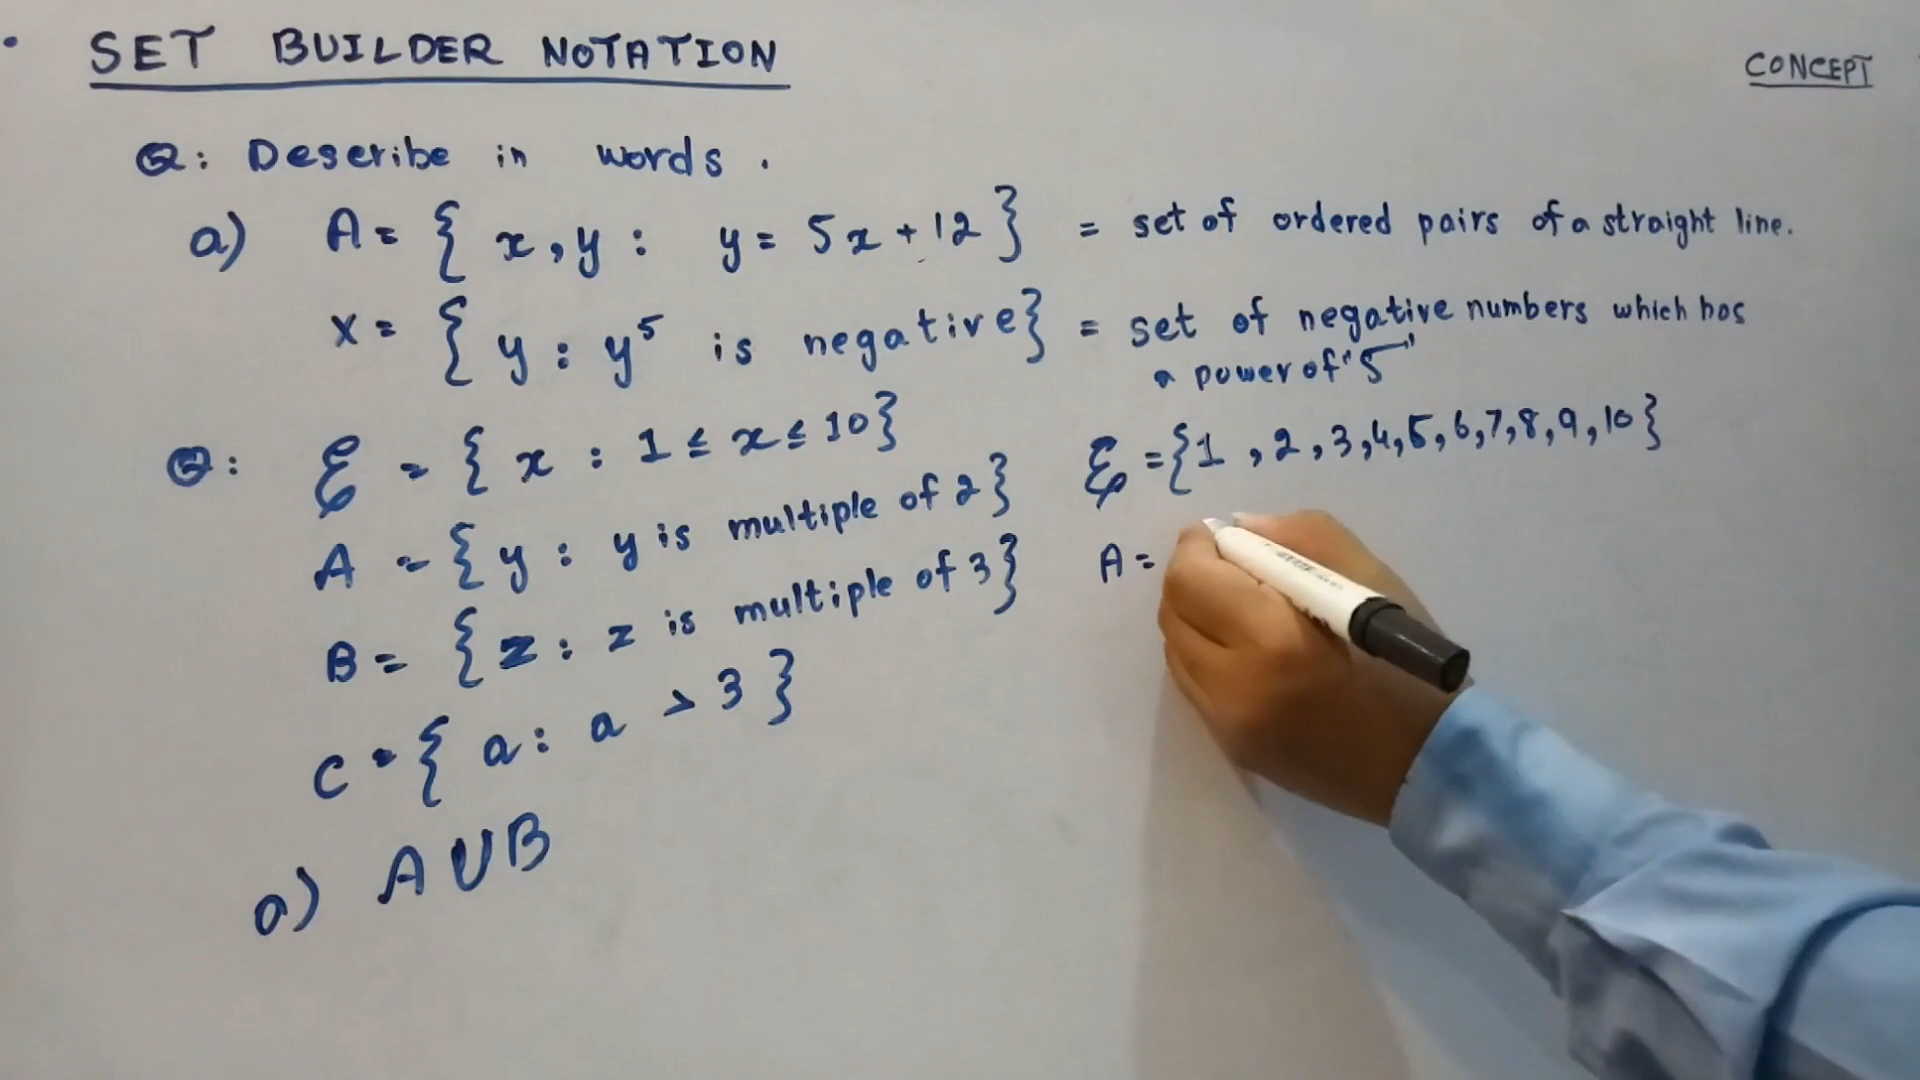 SET BUILDER NOTATION
CONCEPT
Q: Describe in words.
a) A = { x, y : y = 5x + 12 } = set of ordered pairs of a straight line.
X = { y : y⁵ is negative } = set of negative numbers which has
a power of "5"
Q: ξ = { x : 1 ≤ x ≤ 10 }
ξ = { 1, 2, 3, 4, 5, 6, 7, 8, 9, 10 }
A = { y : y is multiple of 2 }
A =
B = { z : z is multiple of 3 }
C = { a : a > 3 }
a) A U B